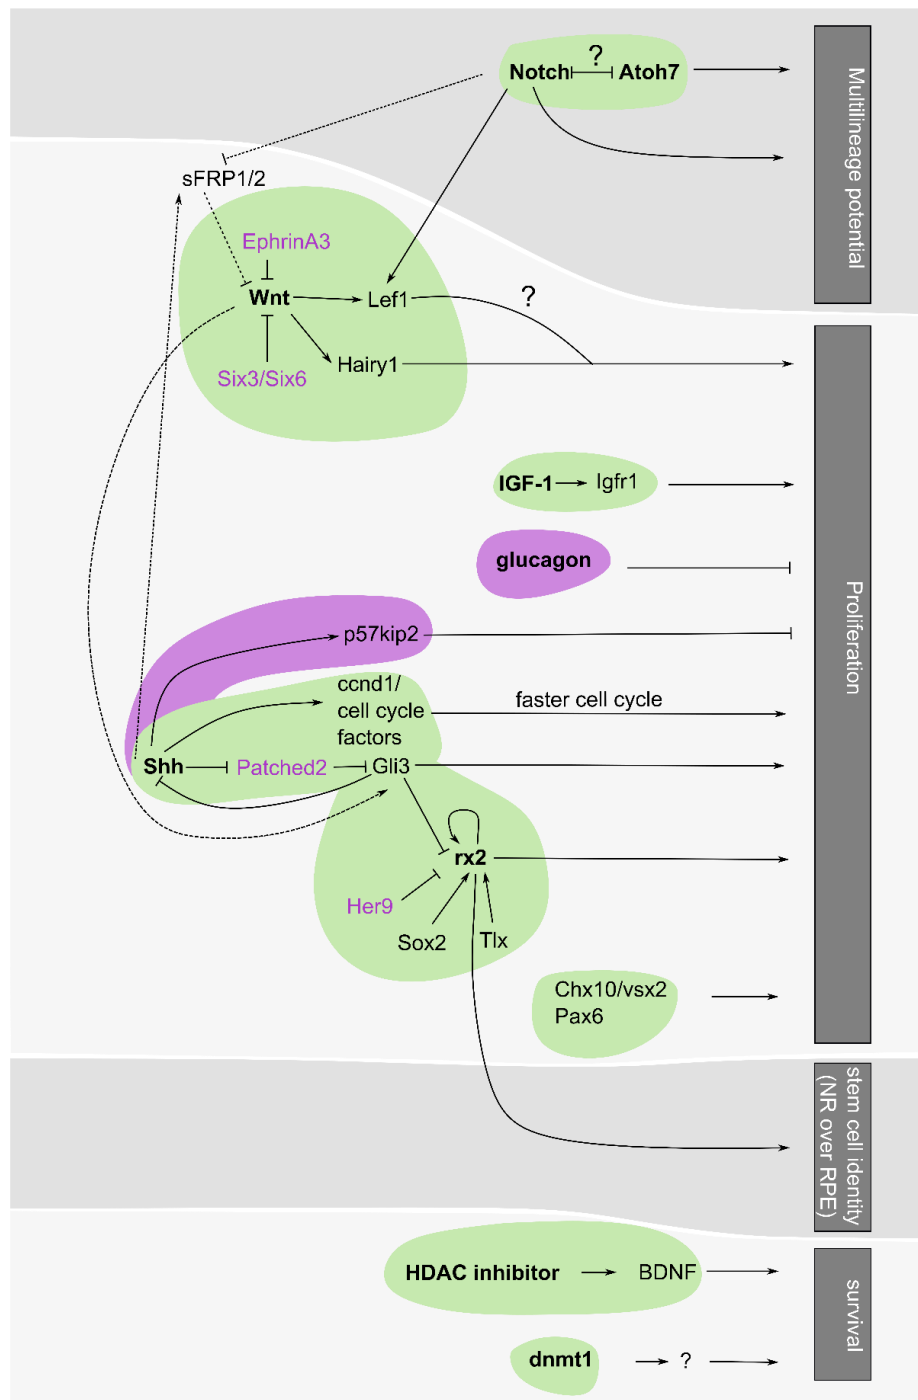 ?
Notch
Atoh7
Multilineage potential
sFRP1/2
EphrinA3
Wnt
Lef1
?
Hairy1
Six3/Six6
IGF-1
Igfr1
glucagon
Proliferation
p57kip2
ccnd1/
cell cycle
factors
faster cell cycle
Shh
Patched2
Gli3
rx2
Her9
Sox2
Tlx
Chx10/vsx2
Pax6
stem cell identity
(NR over RPE)
HDAC inhibitor
BDNF
survival
dnmt1
?